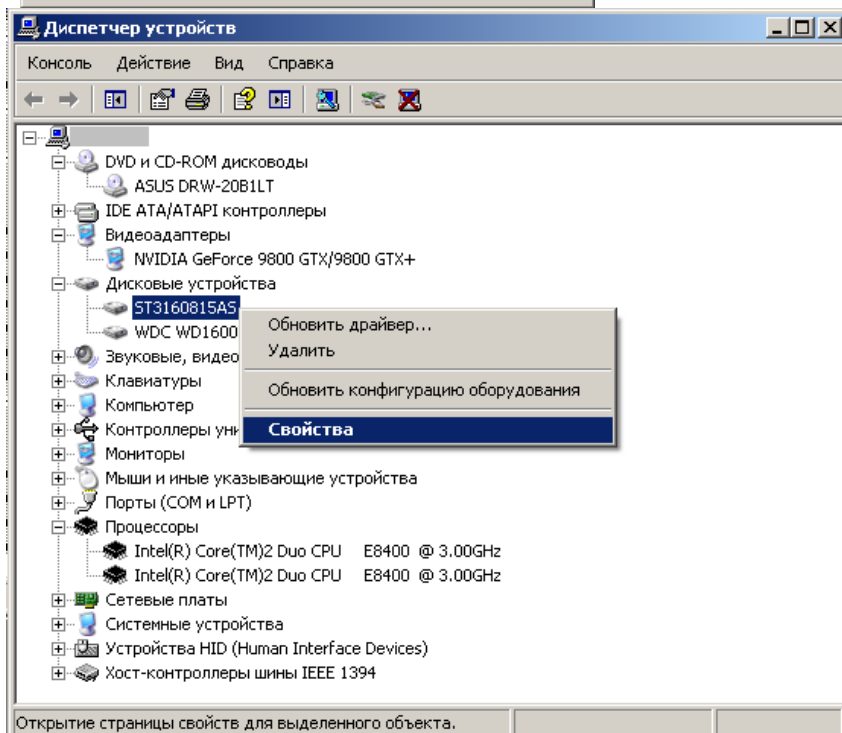 Диспетчер устройств
Консоль Действие Вид Справка
DVD и CD-ROM дисководы
ASUS DRW-20B1LT
IDE ATA/ATAPI контроллеры
Видеоадаптеры
NVIDIA GeForce 9800 GTX/9800 GTX+
Дисковые устройства
ST3160815AS
WDC WD1600
Обновить драйвер...
Удалить
Обновить конфигурацию оборудования
Свойства
Звуковые, видео
Клавиатуры
Компьютер
Контроллеры уни
Мониторы
Мыши и иные указывающие устройства
Порты (COM и LPT)
Процессоры
Intel(R) Core(TM)2 Duo CPU E8400 @ 3.00GHz
Intel(R) Core(TM)2 Duo CPU E8400 @ 3.00GHz
Сетевые платы
Системные устройства
Устройства HID (Human Interface Devices)
Хост-контроллеры шины IEEE 1394
Открытие страницы свойств для выделенного объекта.